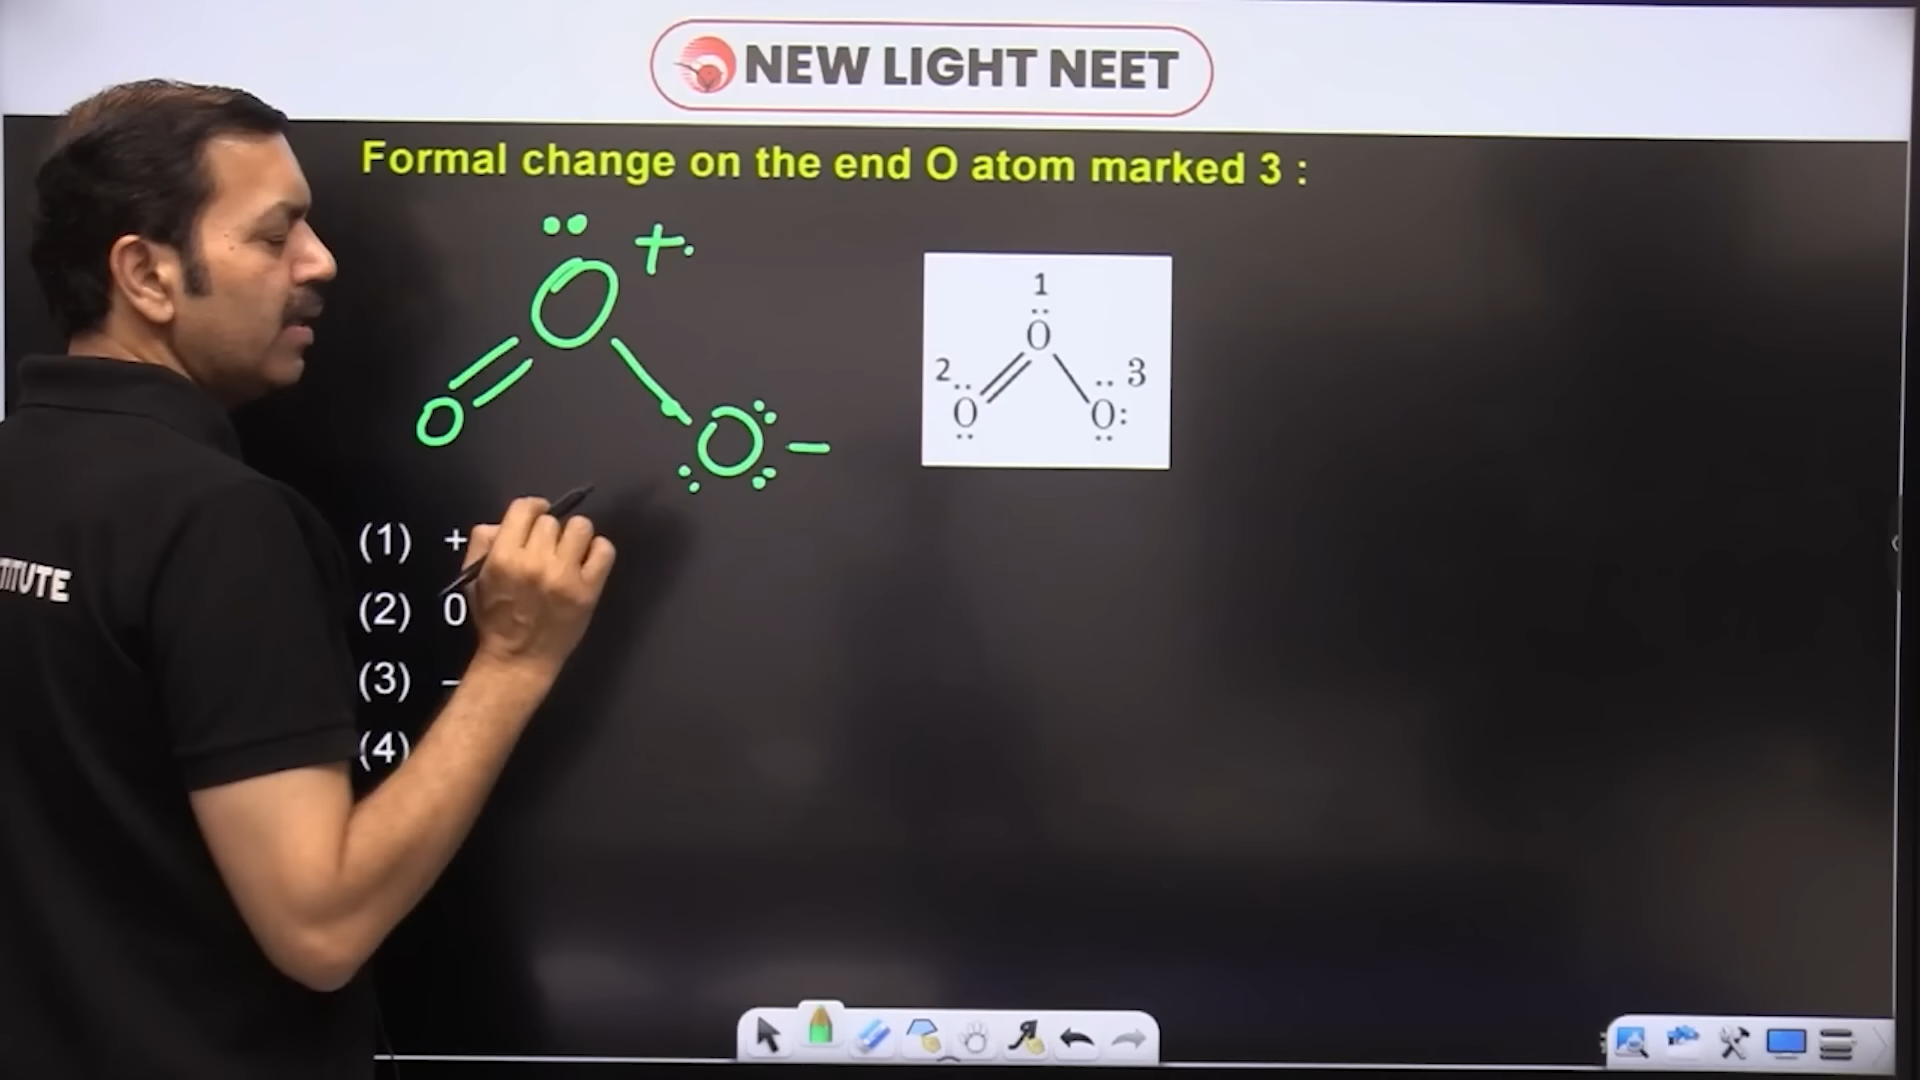 NEW LIGHT NEET
Formal change on the end O atom marked 3 :
O +
O O –
1
O
2 3
O O
TITUTE
(1) +
(2) 0
(3) –
(4)